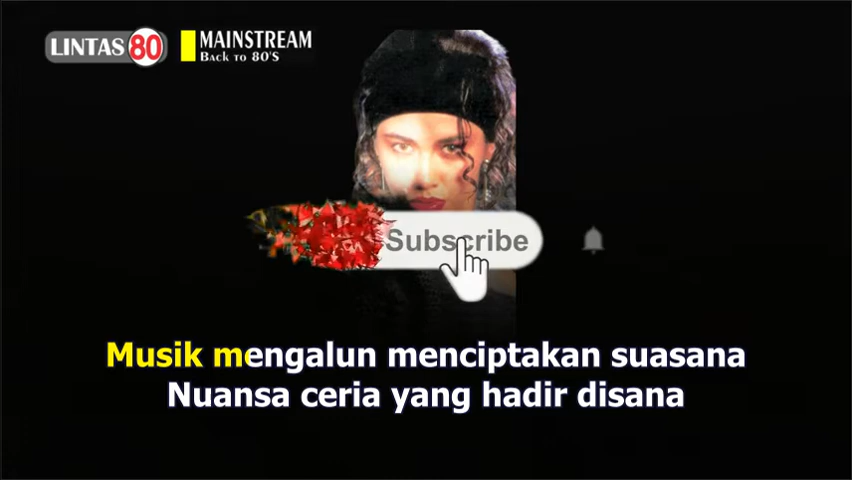 LINTAS 80
MAINSTREAM
BACK TO 80'S
Subscribe
Musik mengalun menciptakan suasana
Nuansa ceria yang hadir disana